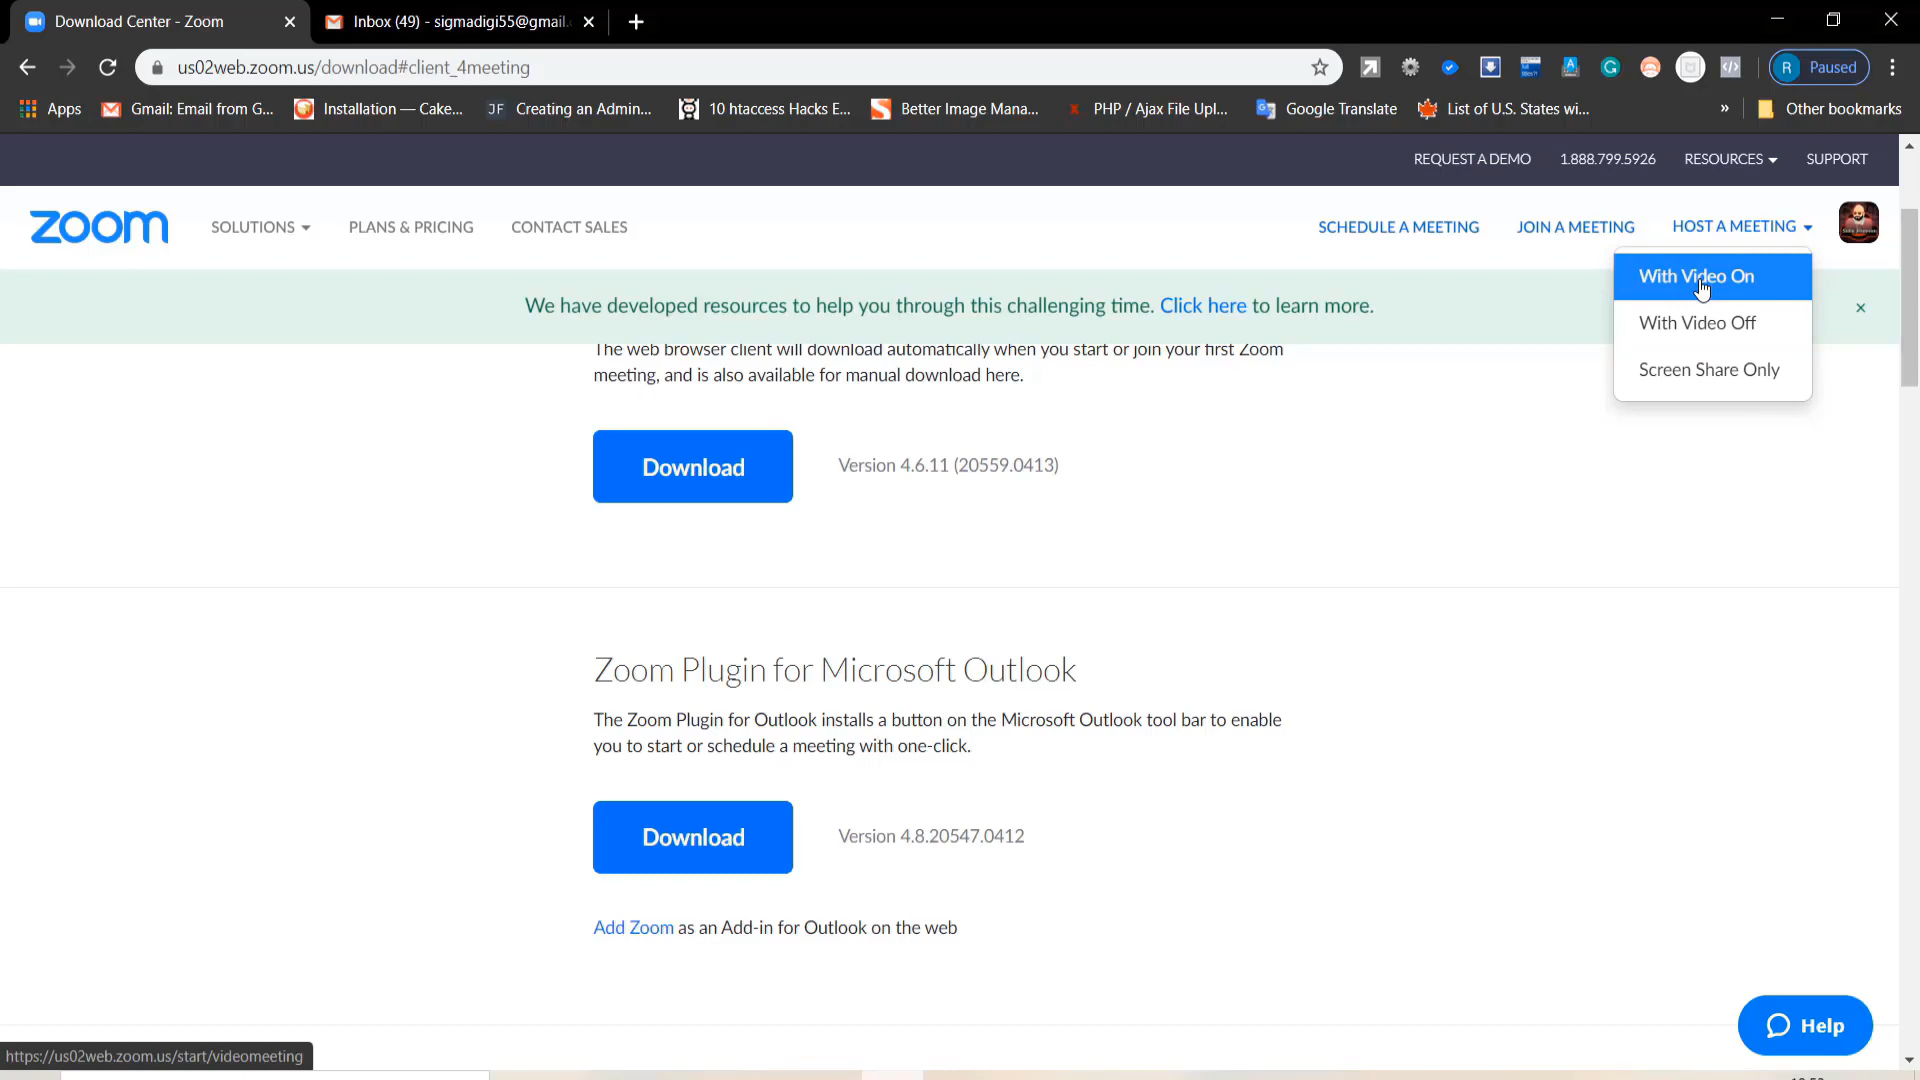 Download Center - Zoom
Inbox (49) - sigmadigi55@gmail.
us02web.zoom.us/download#client_4meeting
R Paused
Apps
Gmail: Email from G...
Installation — Cake...
JF Creating an Admin...
10 htaccess Hacks E...
Better Image Mana...
PHP / Ajax File Upl...
Google Translate
List of U.S. States wi...
»
Other bookmarks
REQUEST A DEMO
1.888.799.5926
RESOURCES
SUPPORT
zoom
SOLUTIONS
PLANS & PRICING
CONTACT SALES
SCHEDULE A MEETING
JOIN A MEETING
HOST A MEETING
With Video On
With Video Off
Screen Share Only
We have developed resources to help you through this challenging time. Click here to learn more.
The web browser client will download automatically when you start or join your first Zoom
meeting, and is also available for manual download here.
Download
Version 4.6.11 (20559.0413)
Zoom Plugin for Microsoft Outlook
The Zoom Plugin for Outlook installs a button on the Microsoft Outlook tool bar to enable
you to start or schedule a meeting with one-click.
Download
Version 4.8.20547.0412
Add Zoom as an Add-in for Outlook on the web
Help
https://us02web.zoom.us/start/videomeeting